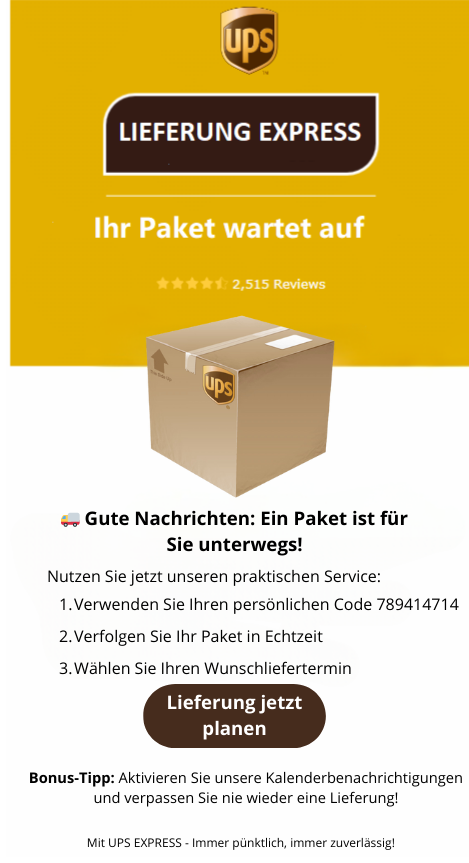 ups
LIEFERUNG EXPRESS
Ihr Paket wartet auf
2,515 Reviews
ups
Gute Nachrichten: Ein Paket ist für
Sie unterwegs!
Nutzen Sie jetzt unseren praktischen Service:
1. Verwenden Sie Ihren persönlichen Code 789414714
2. Verfolgen Sie Ihr Paket in Echtzeit
3. Wählen Sie Ihren Wunschliefertermin
Lieferung jetzt
planen
Bonus-Tipp: Aktivieren Sie unsere Kalenderbenachrichtigungen
und verpassen Sie nie wieder eine Lieferung!
Mit UPS EXPRESS - Immer pünktlich, immer zuverlässig!